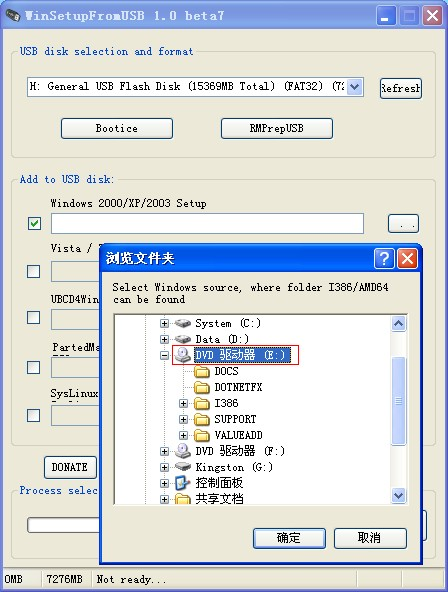 WinSetupFromUSB 1.0 beta7
USB disk selection and format
H: General USB Flash Disk (15369MB Total) (FAT32) (72
Refresh
Bootice
RMPrepUSB
Add to USB disk:
Windows 2000/XP/2003 Setup
. .
Vista /
浏览文件夹
Select Windows source, where folder I386/AMD64
can be found
UBCD4Win
System (C:)
Data (D:)
PartedMa
DVD 驱动器 (E:)
DOCS
DOTNETFX
SysLinux
I386
SUPPORT
VALUEADD
DVD 驱动器 (F:)
DONATE
Kingston (G:)
控制面板
Process selec
共享文档
确定
取消
0MB
7276MB
Not ready...